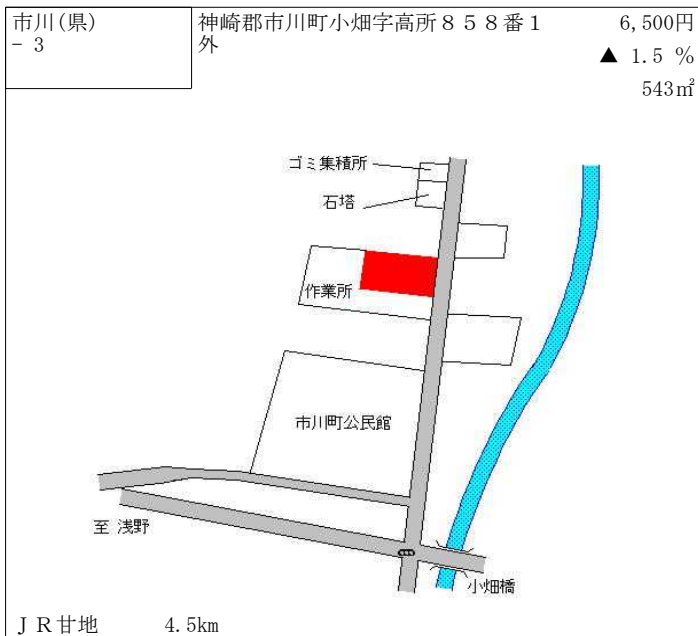 市川(県)
- 3
神崎郡市川町小畑字高所８５８番１
外
6,500円
▲ 1.5 %
543㎡
ゴミ集積所
石塔
作業所
市川町公民館
至 浅野
小畑橋
ＪＲ甘地 4.5km